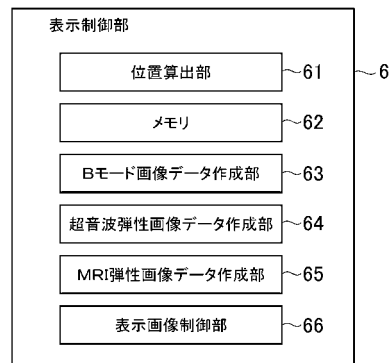 表示制御部
6
位置算出部 61
メモリ 62
Bモード画像データ作成部 63
超音波弾性画像データ作成部 64
MRI弾性画像データ作成部 65
表示画像制御部 66